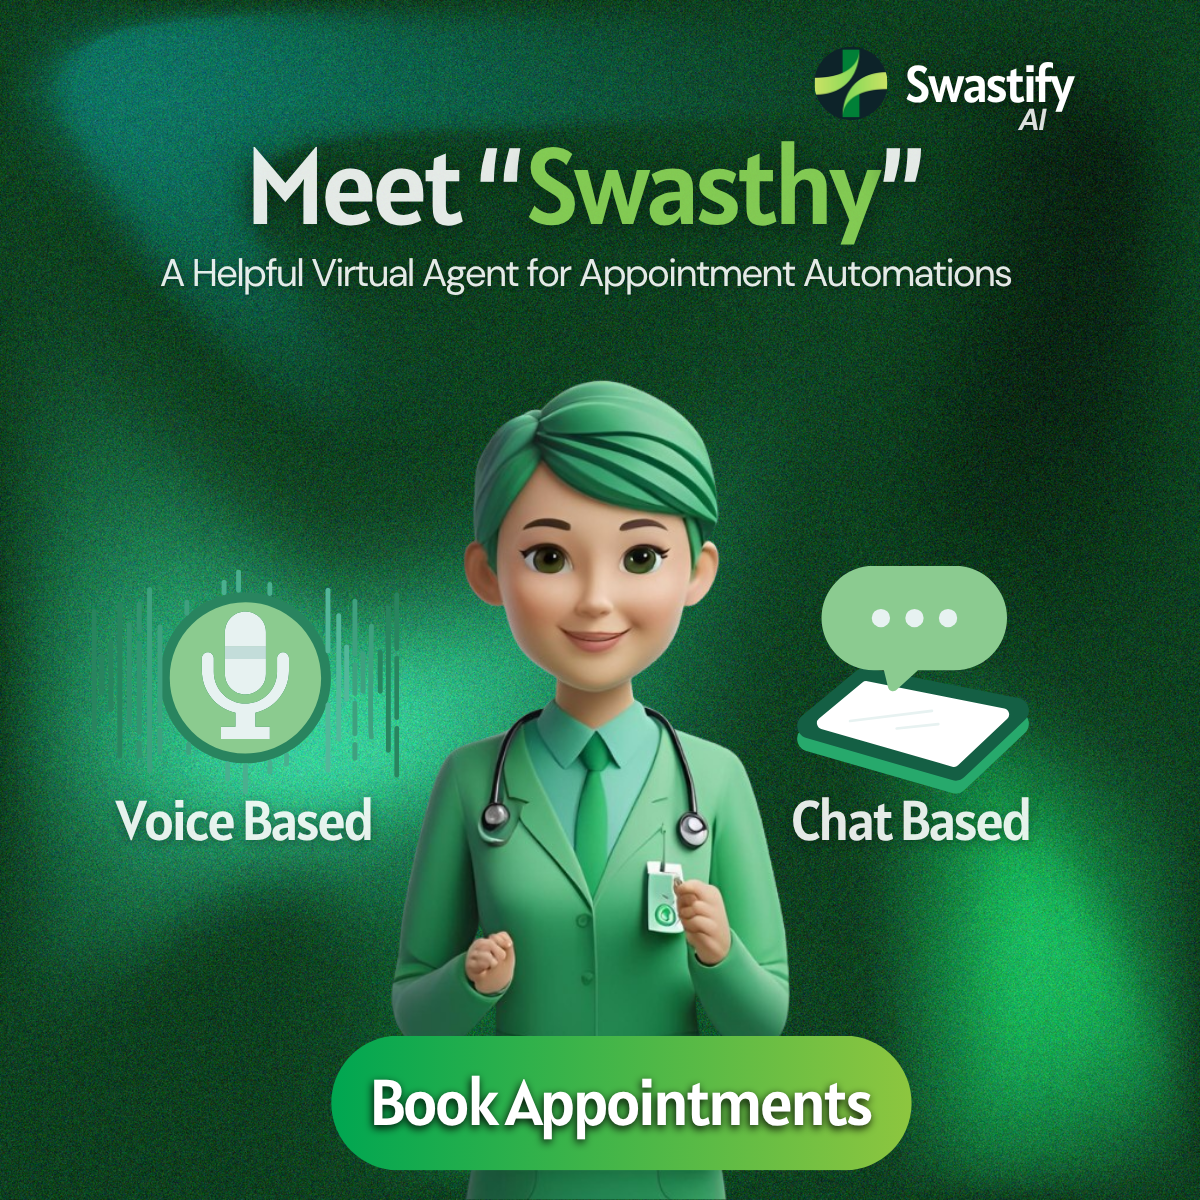 Swastify
AI
Meet “Swasthy”
A Helpful Virtual Agent for Appointment Automations
Voice Based
Chat Based
Book Appointments